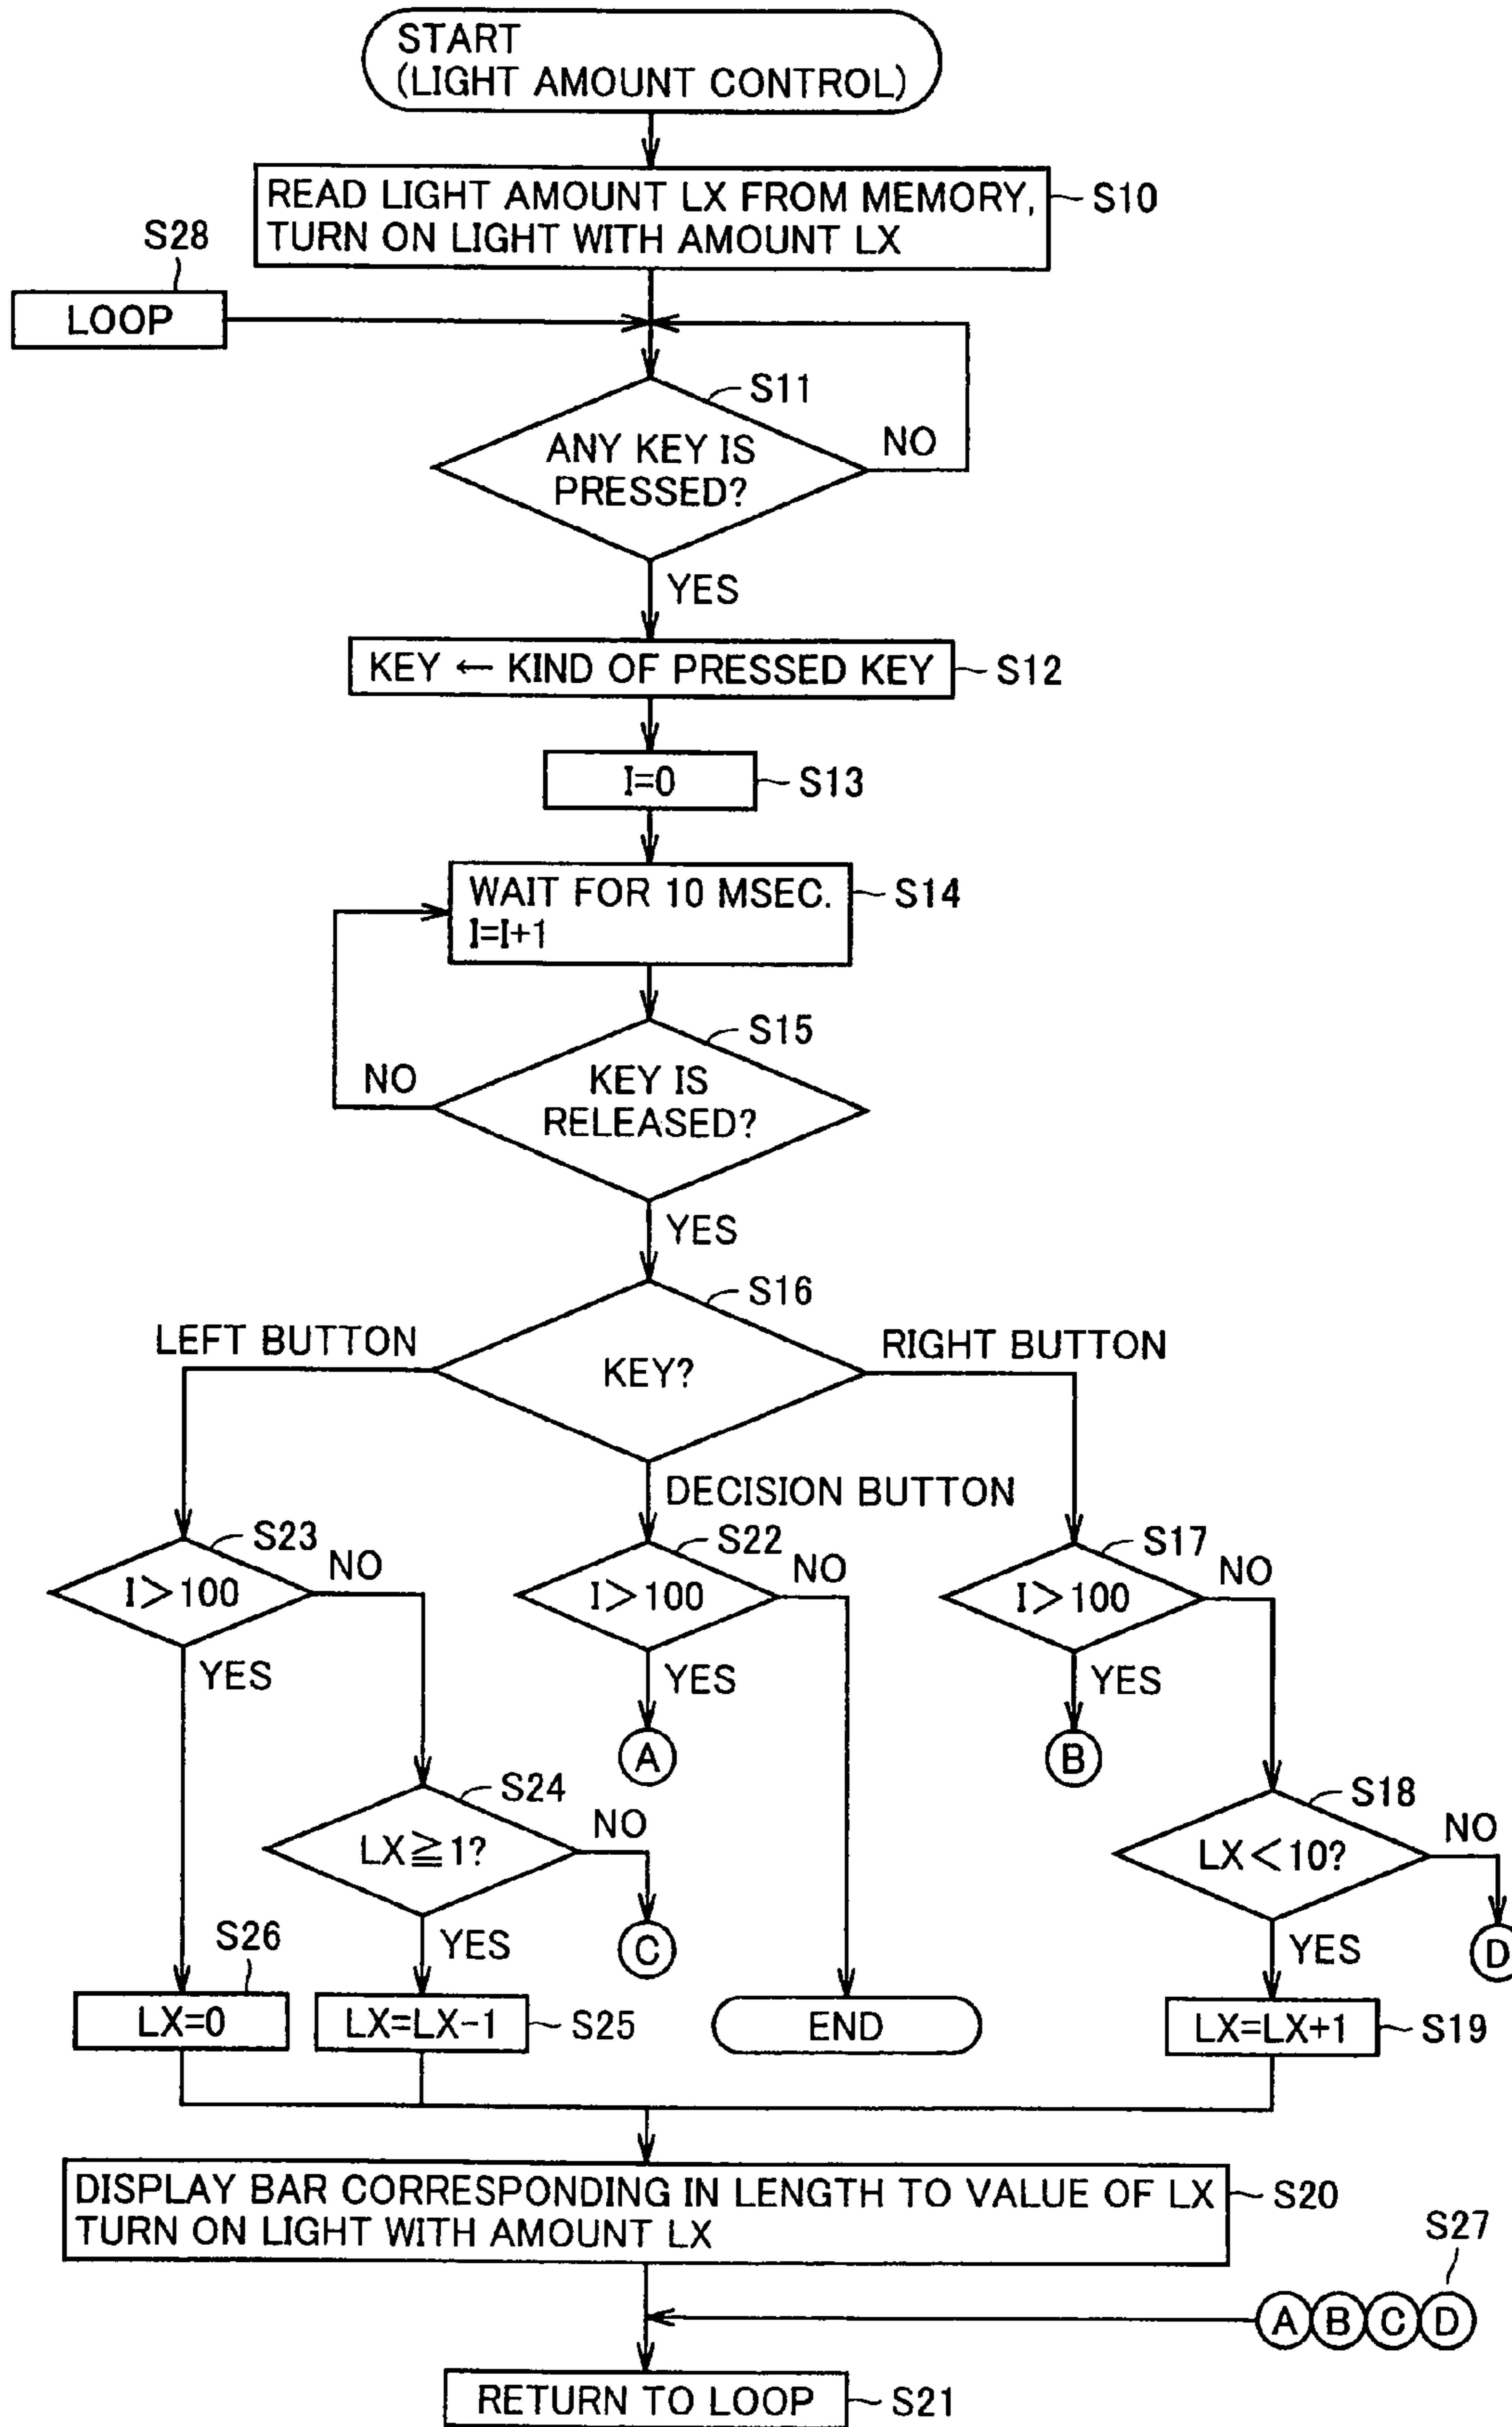 START
(LIGHT AMOUNT CONTROL)
READ LIGHT AMOUNT LX FROM MEMORY,
TURN ON LIGHT WITH AMOUNT LX
S10
S28
LOOP
S11
ANY KEY IS
PRESSED?
NO
YES
KEY ← KIND OF PRESSED KEY
S12
I=0
S13
WAIT FOR 10 MSEC.
I=I+1
S14
S15
KEY IS
RELEASED?
NO
YES
S16
KEY?
LEFT BUTTON
RIGHT BUTTON
DECISION BUTTON
S23
I>100
NO
YES
S22
I>100
NO
YES
A
S17
I>100
NO
YES
B
S24
LX≧1?
NO
C
YES
S18
LX<10?
NO
D
YES
S26
LX=0
LX=LX-1
S25
END
LX=LX+1
S19
DISPLAY BAR CORRESPONDING IN LENGTH TO VALUE OF LX
TURN ON LIGHT WITH AMOUNT LX
S20
S27
A B C D
RETURN TO LOOP
S21